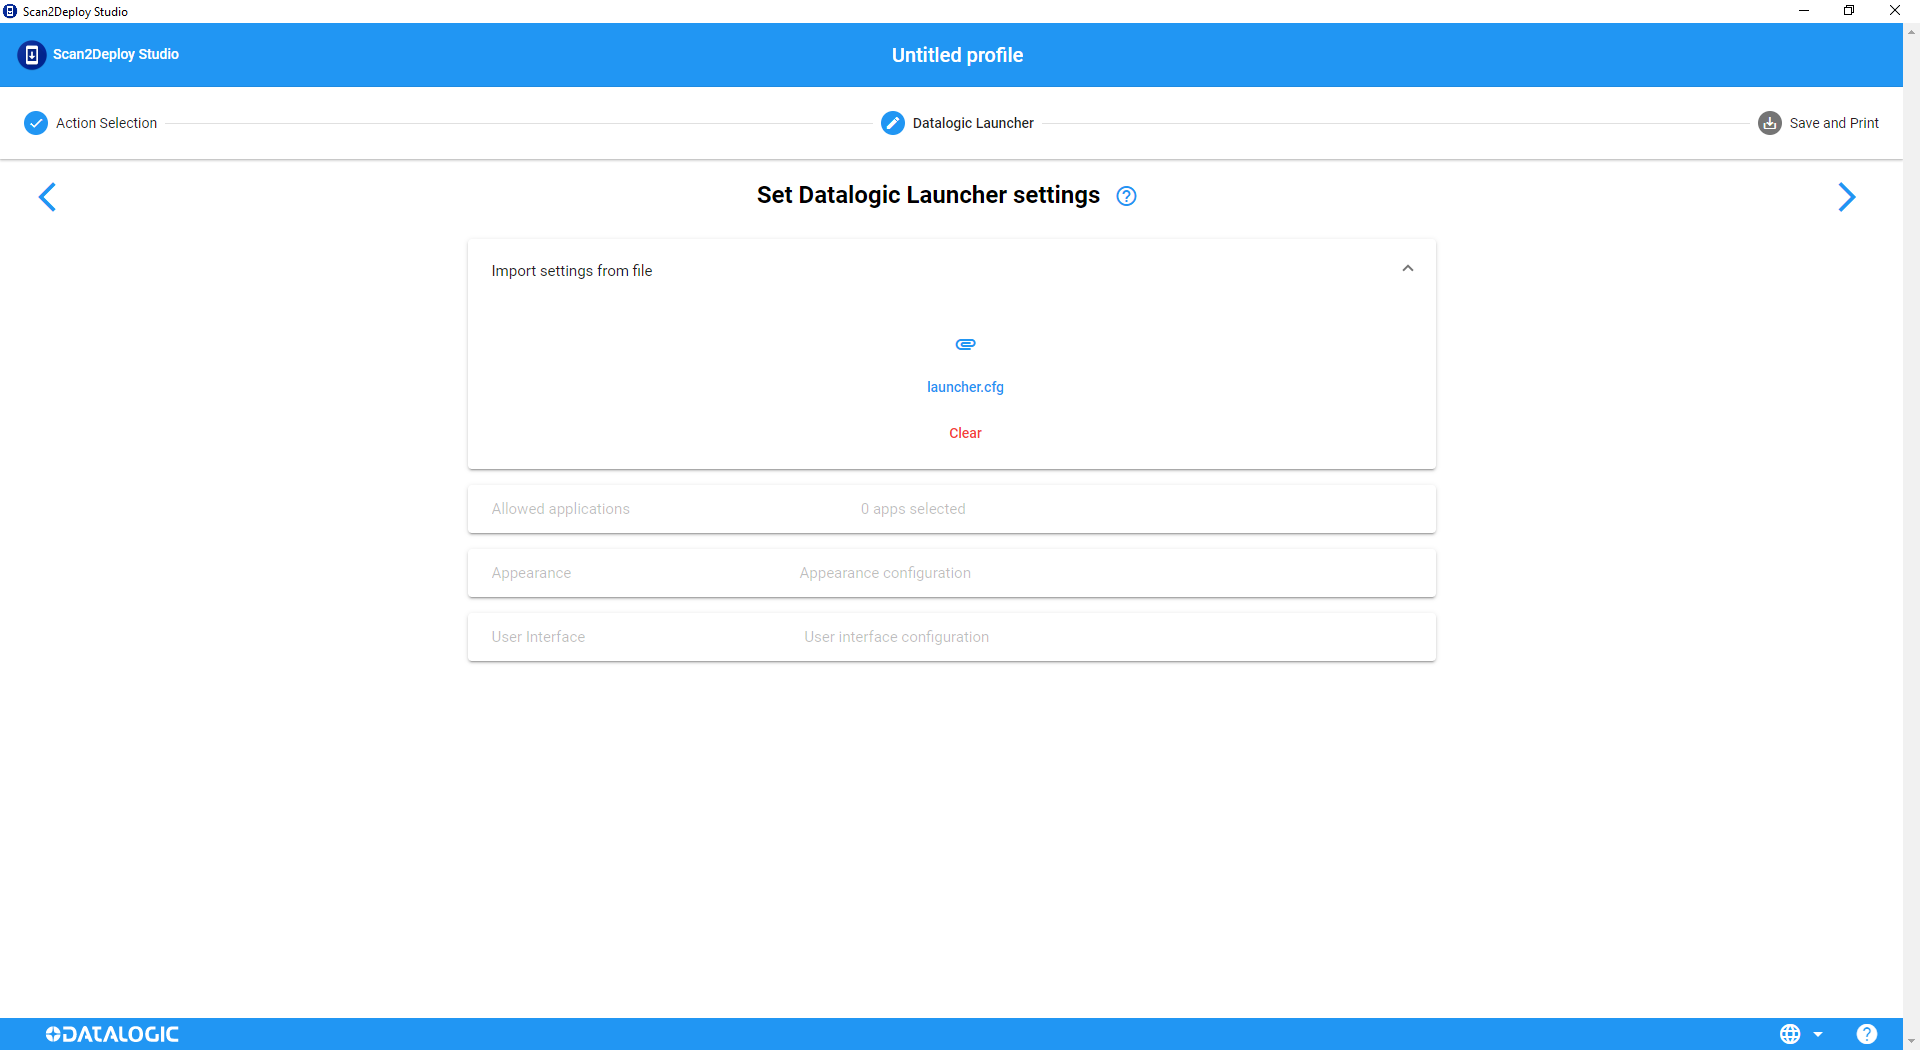 Scan2Deploy Studio
Scan2Deploy Studio
Untitled profile
Action Selection
Datalogic Launcher
Save and Print
Set Datalogic Launcher settings
Import settings from file
launcher.cfg
Clear
Allowed applications 0 apps selected
Appearance Appearance configuration
User Interface User interface configuration
DATALOGIC